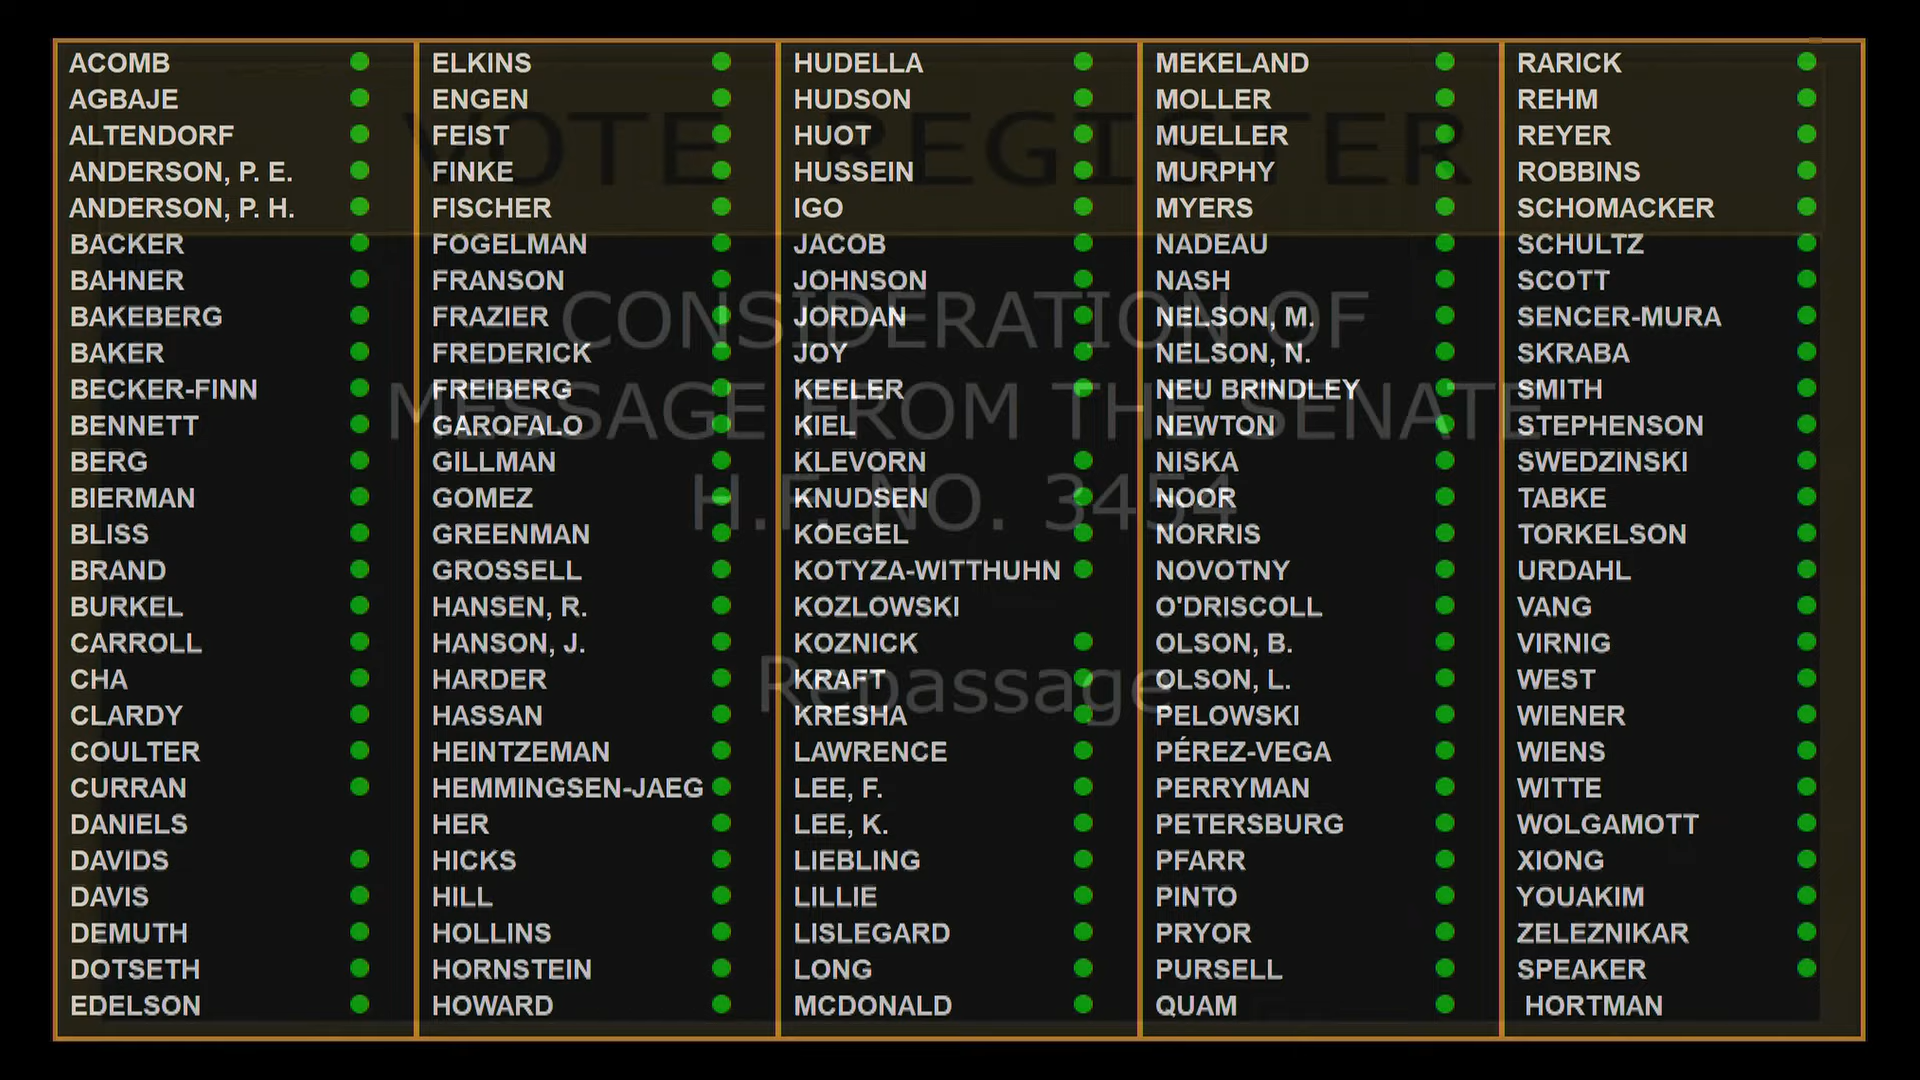 ACOMB
AGBAJE
ALTENDORF
ANDERSON, P. E.
ANDERSON, P. H.
BACKER
BAHNER
BAKEBERG
BAKER
BECKER-FINN
BENNETT
BERG
BIERMAN
BLISS
BRAND
BURKEL
CARROLL
CHA
CLARDY
COULTER
CURRAN
DANIELS
DAVIDS
DAVIS
DEMUTH
DOTSETH
EDELSON
ELKINS
ENGEN
FEIST
FINKE
FISCHER
FOGELMAN
FRANSON
FRAZIER
FREDERICK
FREIBERG
GAROFALO
GILLMAN
GOMEZ
GREENMAN
GROSSELL
HANSEN, R.
HANSON, J.
HARDER
HASSAN
HEINTZEMAN
HEMMINGSEN-JAEG
HER
HICKS
HILL
HOLLINS
HORNSTEIN
HOWARD
HUDELLA
HUDSON
HUOT
HUSSEIN
IGO
JACOB
JOHNSON
JORDAN
JOY
KEELER
KIEL
KLEVORN
KNUDSEN
KOEGEL
KOTYZA-WITTHUHN
KOZLOWSKI
KOZNICK
KRAFT
KRESHA
LAWRENCE
LEE, F.
LEE, K.
LIEBLING
LILLIE
LISLEGARD
LONG
MCDONALD
MEKELAND
MOLLER
MUELLER
MURPHY
MYERS
NADEAU
NASH
NELSON, M.
NELSON, N.
NEU BRINDLEY
NEWTON
NISKA
NOOR
NORRIS
NOVOTNY
O'DRISCOLL
OLSON, B.
OLSON, L.
PELOWSKI
PÉREZ-VEGA
PERRYMAN
PETERSBURG
PFARR
PINTO
PRYOR
PURSELL
QUAM
RARICK
REHM
REYER
ROBBINS
SCHOMACKER
SCHULTZ
SCOTT
SENCER-MURA
SKRABA
SMITH
STEPHENSON
SWEDZINSKI
TABKE
TORKELSON
URDAHL
VANG
VIRNIG
WEST
WIENER
WIENS
WITTE
WOLGAMOTT
XIONG
YOUAKIM
ZELEZNIKAR
SPEAKER
HORTMAN
VOTE REGISTER
CONSIDERATION OF
MESSAGE FROM THE SENATE
H.F. NO. 3454
Repassage